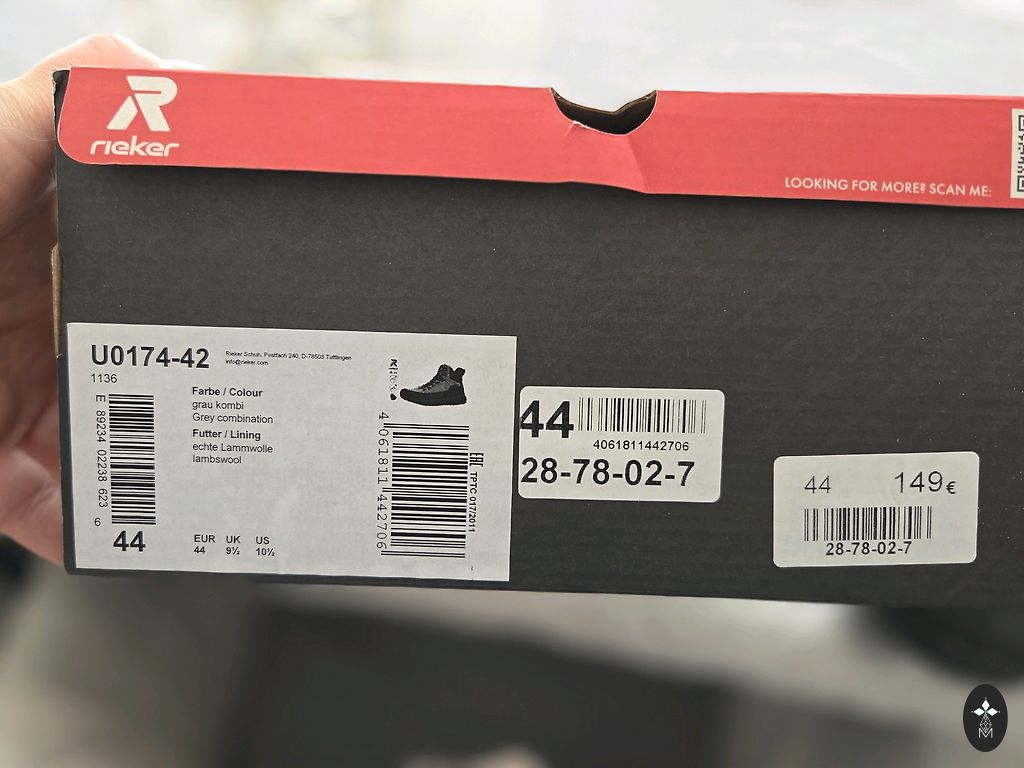 R
rieker
LOOKING FOR MORE? SCAN ME:
U0174-42
Rieker Schuh, Postfach 240, D-78503 Tuttlingen
info@rieker.com
1136
Farbe / Colour
grau kombi
Grey combination
Futter / Lining
echte Lammwolle
lambswool
E 89234 02238 623 6
44
EUR UK US
44 9½ 10½
4 061811 442706
EAC TPTC 017/2011
44
4061811442706
28-78-02-7
44 149€
28-78-02-7
M